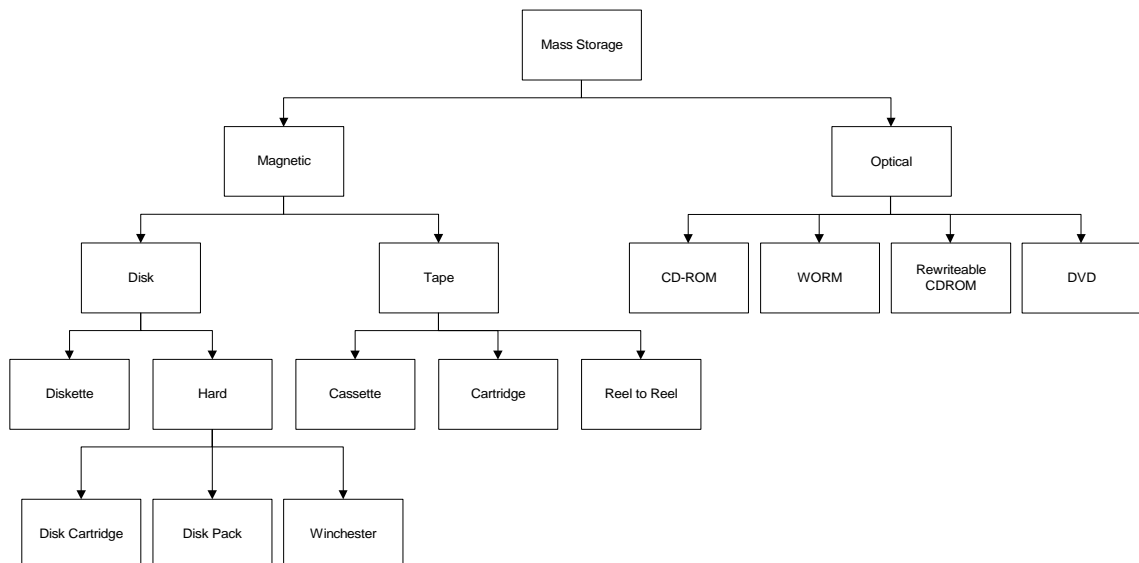 Mass Storage
Magnetic
Optical
Disk
Tape
CD-ROM
WORM
Rewriteable
CDROM
DVD
Diskette
Hard
Cassette
Cartridge
Reel to Reel
Disk Cartridge
Disk Pack
Winchester